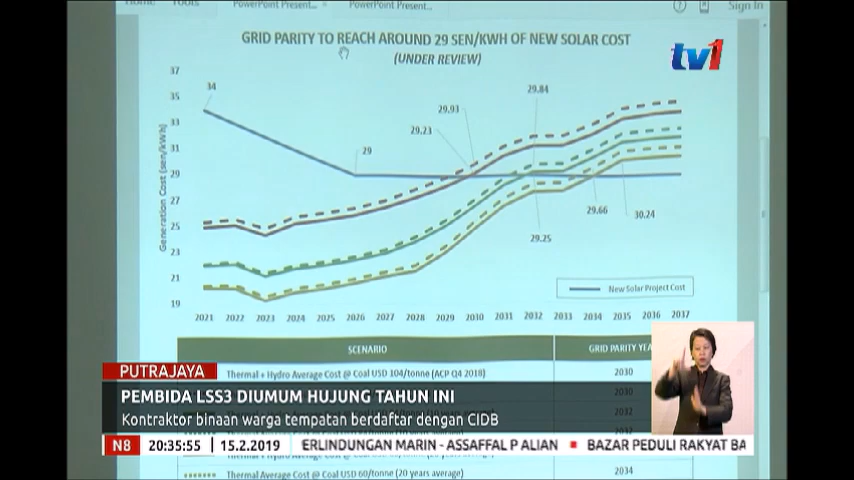 Home Tools PowerPoint Present... × PowerPoint Present...
Sign In
GRID PARITY TO REACH AROUND 29 SEN/KWH OF NEW SOLAR COST
(UNDER REVIEW)
tv1
Generation Cost (sen/kWh)
37
35
33
31
29
27
25
23
21
19
34
29
29.23
29.93
29.84
29.25
29.66
30.24
New Solar Project Cost
2021 2022 2023 2024 2025 2026 2027 2028 2029 2030 2031 2032 2033 2034 2035 2036 2037
SCENARIO GRID PARITY YEA
Thermal + Hydro Average Cost @ Coal USD 104/tonne (ACP Q4 2018) 2030
2030
2032
PUTRAJAYA
PEMBIDA LSS3 DIUMUM HUJUNG TAHUN INI
Kontraktor binaan warga tempatan berdaftar dengan CIDB
N8 20:35:55 15.2.2019 ERLINDUNGAN MARIN - ASSAFFAL P ALIAN ■ BAZAR PEDULI RAKYAT BA
Thermal Average Cost @ Coal USD 60/tonne (20 years average) 2034